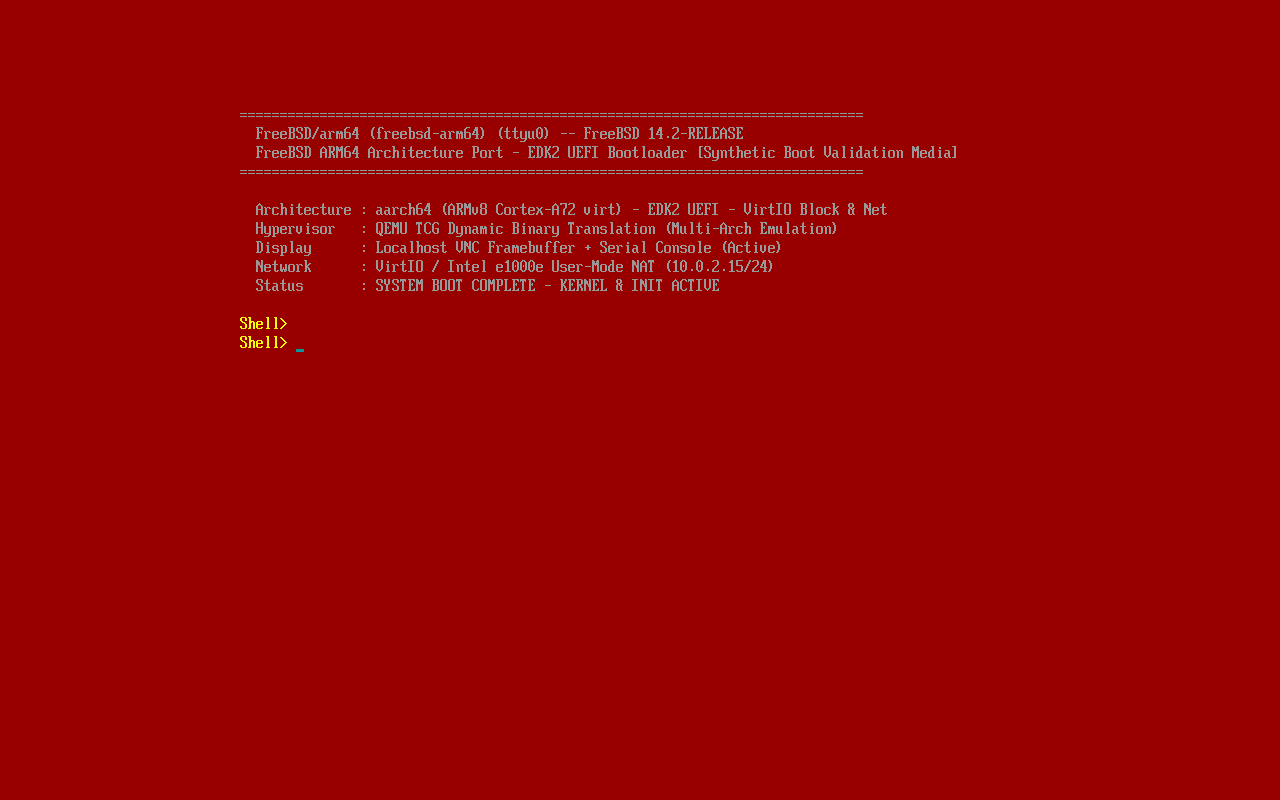 ==============================================================================
FreeBSD/arm64 (freebsd-arm64) (ttyu0) -- FreeBSD 14.2-RELEASE
FreeBSD ARM64 Architecture Port - EDK2 UEFI Bootloader [Synthetic Boot Validation Media]
==============================================================================
Architecture : aarch64 (ARMv8 Cortex-A72 virt) - EDK2 UEFI - VirtIO Block & Net
Hypervisor   : QEMU TCG Dynamic Binary Translation (Multi-Arch Emulation)
Display      : Localhost VNC Framebuffer + Serial Console (Active)
Network      : VirtIO / Intel e1000e User-Mode NAT (10.0.2.15/24)
Status       : SYSTEM BOOT COMPLETE - KERNEL & INIT ACTIVE
Shell>
Shell> _